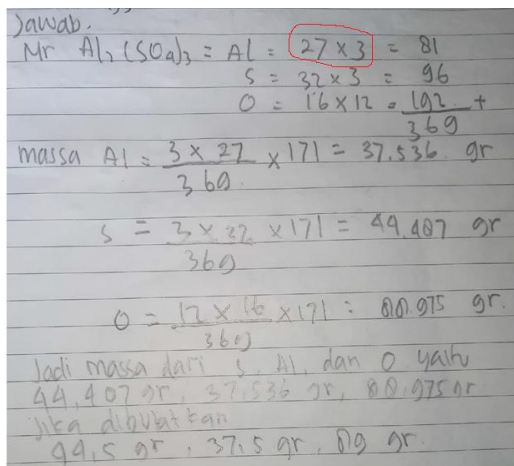 Jawab.
Mr Al2(SO4)3 = Al = 27 x 3 = 81
S = 32 x 3 = 96
O = 16 x 12 = 192 +
369
massa Al = 3 x 27 / 369 x 171 = 37.536 gr
S = 3 x 32 / 369 x 171 = 44.487 gr
O = 12 x 16 / 369 x 171 = 88.975 gr.
Jadi massa dari S, Al, dan O yaitu
44,407 gr, 37,536 gr, 88,975 gr
Jika dibulatkan
44,5 gr, 37,5 gr, 89 gr.